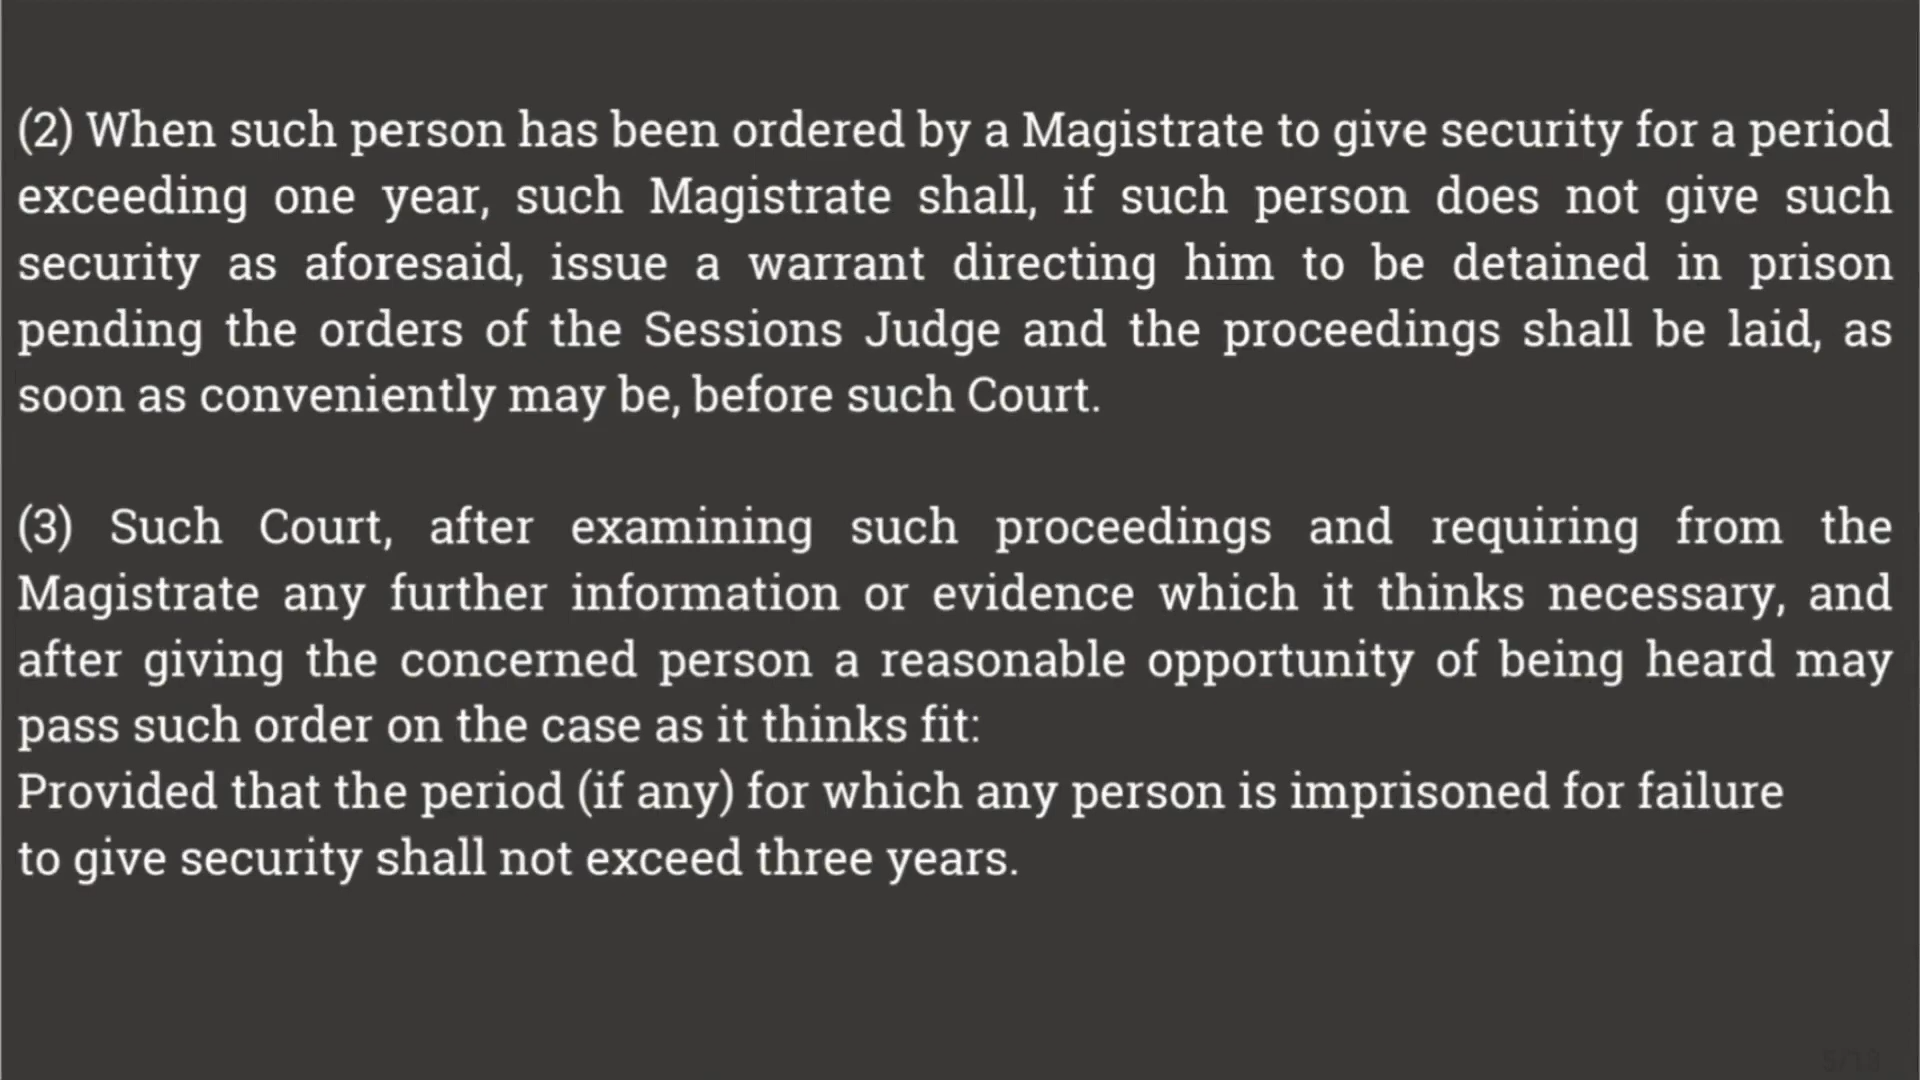 (2) When such person has been ordered by a Magistrate to give security for a period
exceeding one year, such Magistrate shall, if such person does not give such
security as aforesaid, issue a warrant directing him to be detained in prison
pending the orders of the Sessions Judge and the proceedings shall be laid, as
soon as conveniently may be, before such Court.
(3) Such Court, after examining such proceedings and requiring from the
Magistrate any further information or evidence which it thinks necessary, and
after giving the concerned person a reasonable opportunity of being heard may
pass such order on the case as it thinks fit:
Provided that the period (if any) for which any person is imprisoned for failure
to give security shall not exceed three years.